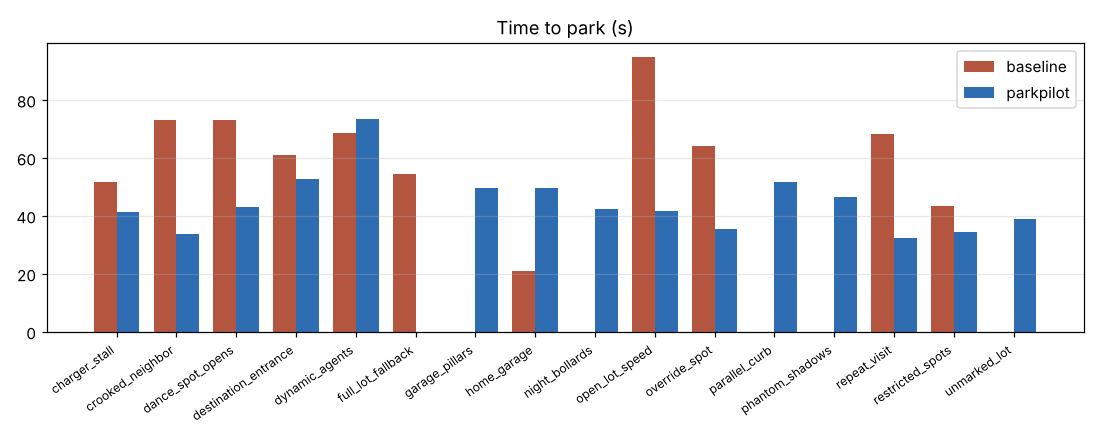 Time to park (s)
baseline
parkpilot
80
60
40
20
0
charger_stall
crooked_neighbor
dance_spot_opens
destination_entrance
dynamic_agents
full_lot_fallback
garage_pillars
home_garage
night_bollards
open_lot_speed
override_spot
parallel_curb
phantom_shadows
repeat_visit
restricted_spots
unmarked_lot